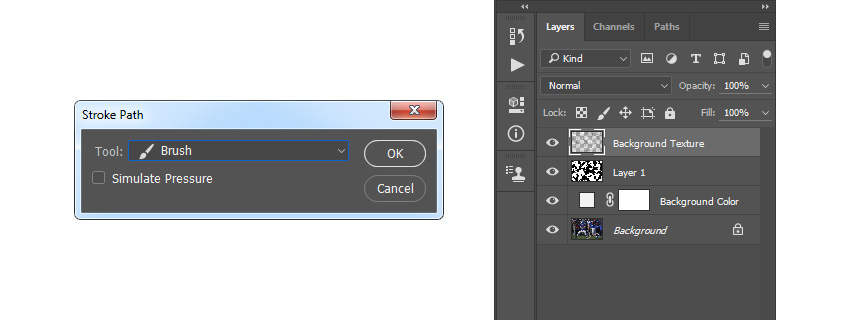 Stroke Path
Tool: Brush
OK
Simulate Pressure
Cancel
Layers Channels Paths
Kind
Normal Opacity: 100%
Lock: Fill: 100%
Background Texture
Layer 1
Background Color
Background